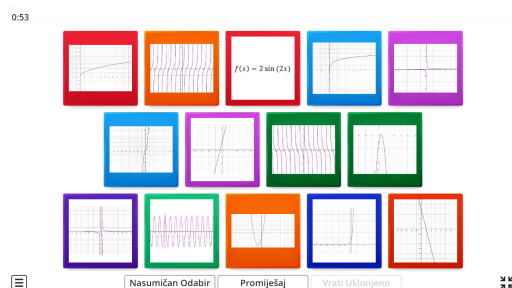 0:53
f(x) = 2 sin (2x)
Nasumičan Odabir
Promiješaj
Vrati Uklonjeno